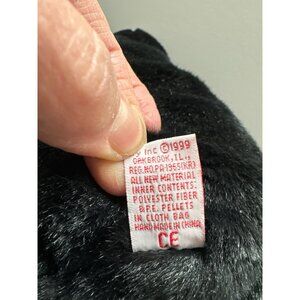 Inc ©1999
OAKBROOK, IL.,
REG.NO.PA-1965(KR)
ALL NEW MATERIAL
INNER CONTENTS:
POLYESTER FIBER
& P.E. PELLETS
IN CLOTH BAG
HAND MADE IN CHINA
CE